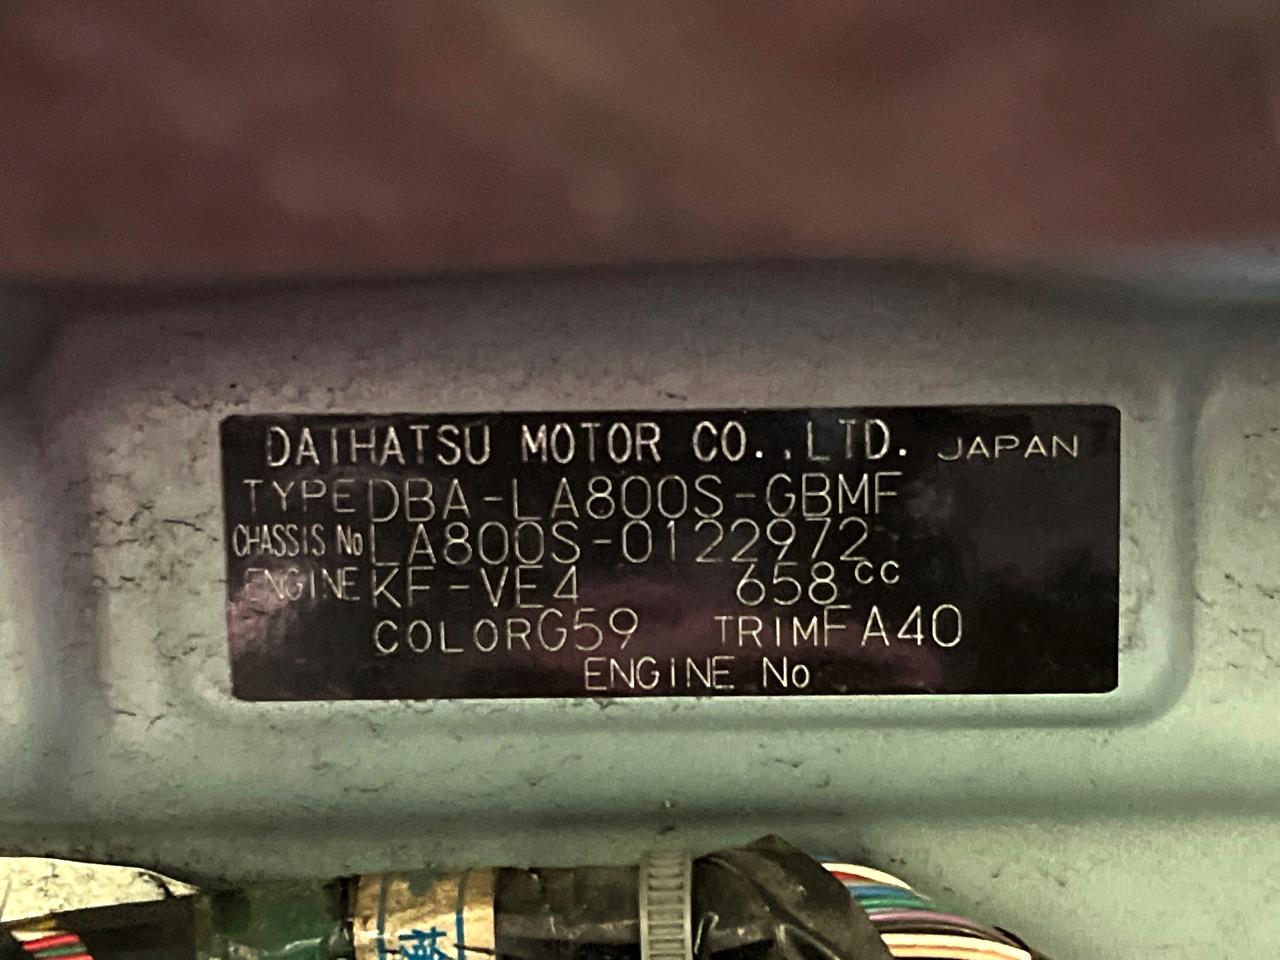 DAIHATSU MOTOR CO.,LTD. JAPAN
TYPE DBA-LA800S-GBMF
CHASSIS No LA800S-0122972
ENGINE KF-VE4 658cc
COLOR G59 TRIM FA40
ENGINE No